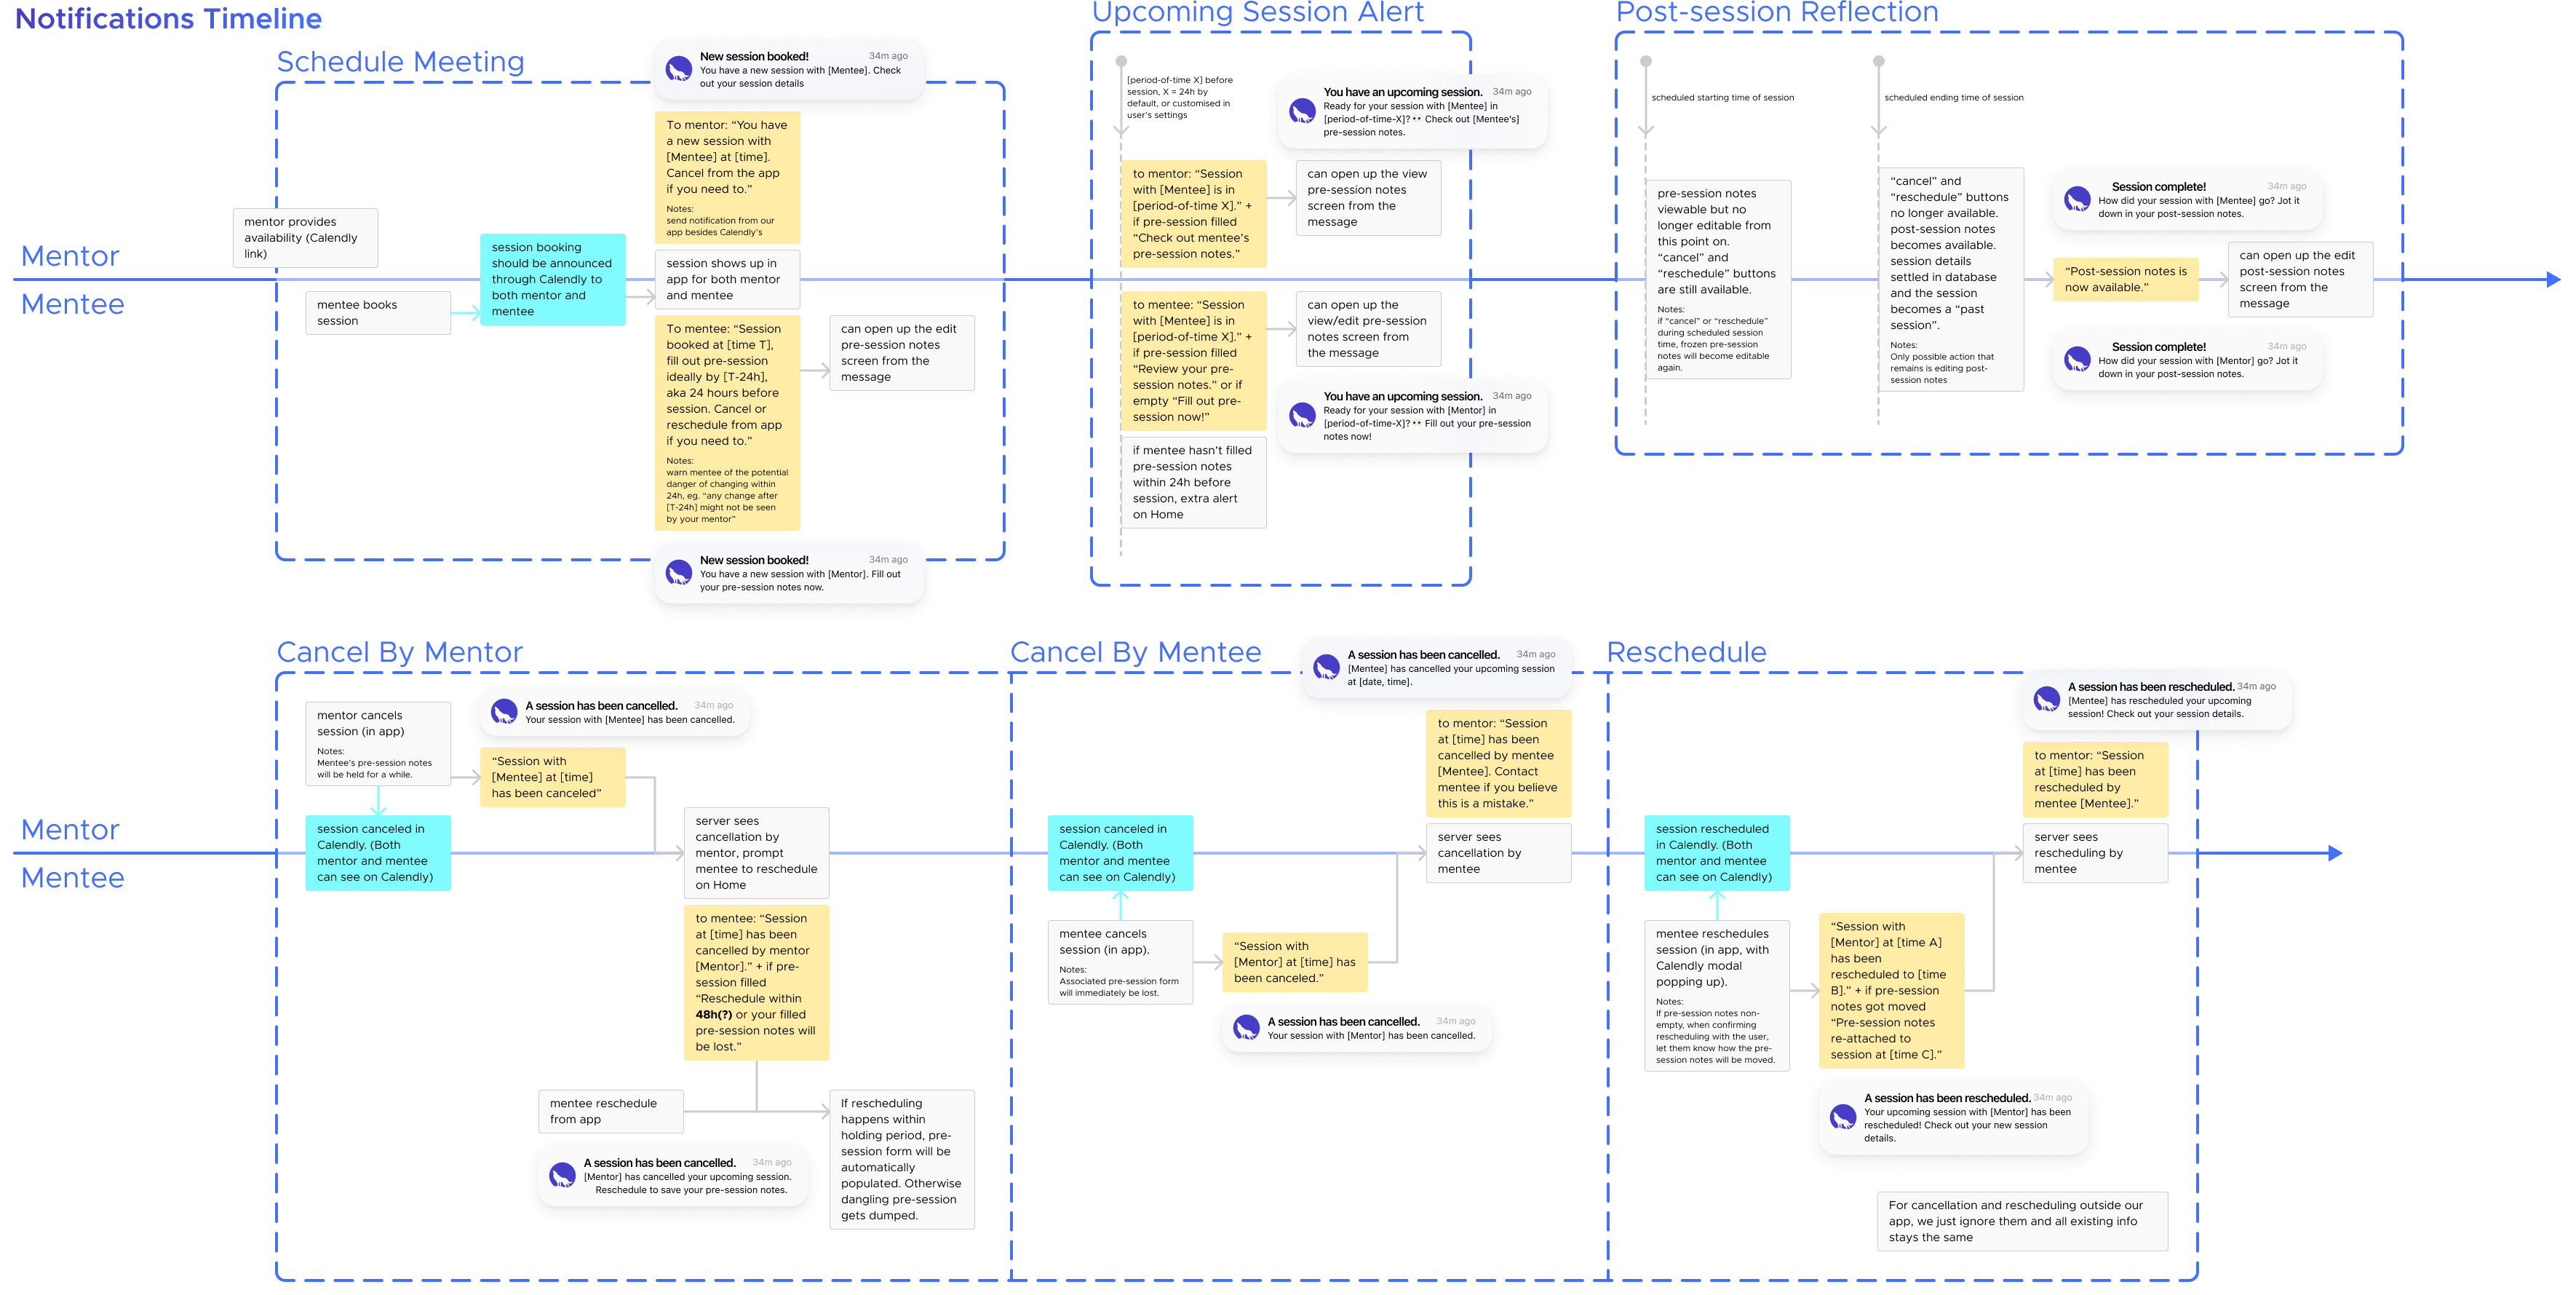 Notifications Timeline
Schedule Meeting
New session booked! 34m ago
You have a new session with [Mentee]. Check
out your session details
To mentor: “You have
a new session with
[Mentee] at [time].
Cancel from the app
if you need to.”
Notes:
send notification from our
app besides Calendly’s
mentor provides
availability (Calendly
link)
Mentor
Mentee
mentee books
session
session booking
should be announced
through Calendly to
both mentor and
mentee
session shows up in
app for both mentor
and mentee
To mentee: “Session
booked at [time T],
fill out pre-session
ideally by [T-24h],
aka 24 hours before
session. Cancel or
reschedule from app
if you need to.”
Notes:
warn mentee of the potential
danger of changing within
24h, eg. “any change after
[T-24h] might not be seen
by your mentor”
can open up the edit
pre-session notes
screen from the
message
New session booked! 34m ago
You have a new session with [Mentor]. Fill out
your pre-session notes now.
Upcoming Session Alert
[period-of-time X] before
session, X = 24h by
default, or customised in
user's settings
You have an upcoming session. 34m ago
Ready for your session with [Mentee] in
[period-of-time-X]?👀 Check out [Mentee’s]
pre-session notes.
to mentor: “Session
with [Mentee] is in
[period-of-time X].” +
if pre-session filled
“Check out mentee’s
pre-session notes.”
can open up the view
pre-session notes
screen from the
message
to mentee: “Session
with [Mentee] is in
[period-of-time X].” +
if pre-session filled
“Review your pre-
session notes.” or if
empty “Fill out pre-
session now!”
can open up the
view/edit pre-session
notes screen from
the message
You have an upcoming session. 34m ago
Ready for your session with [Mentor] in
[period-of-time-X]?👀 Fill out your pre-session
notes now!
if mentee hasn’t filled
pre-session notes
within 24h before
session, extra alert
on Home
Post-session Reflection
scheduled starting time of session
scheduled ending time of session
pre-session notes
viewable but no
longer editable from
this point on.
“cancel” and
“reschedule” buttons
are still available.
Notes:
if “cancel” or “reschedule”
during scheduled session
time, frozen pre-session
notes will become editable
again.
“cancel” and
“reschedule” buttons
no longer available.
post-session notes
becomes available.
session details
settled in database
and the session
becomes a “past
session”.
Notes:
Only possible action that
remains is editing post-
session notes
Session complete! 34m ago
How did your session with [Mentee] go? Jot it
down in your post-session notes.
“Post-session notes is
now available.”
can open up the edit
post-session notes
screen from the
message
Session complete! 34m ago
How did your session with [Mentor] go? Jot it
down in your post-session notes.
Cancel By Mentor
mentor cancels
session (in app)
Notes:
Mentee’s pre-session notes
will be held for a while.
A session has been cancelled. 34m ago
Your session with [Mentee] has been cancelled.
“Session with
[Mentee] at [time]
has been canceled”
Mentor
Mentee
session canceled in
Calendly. (Both
mentor and mentee
can see on Calendly)
server sees
cancellation by
mentor, prompt
mentee to reschedule
on Home
to mentee: “Session
at [time] has been
cancelled by mentor
[Mentor].” + if pre-
session filled
“Reschedule within
48h(?) or your filled
pre-session notes will
be lost.”
mentee reschedule
from app
If rescheduling
happens within
holding period, pre-
session form will be
automatically
populated. Otherwise
dangling pre-session
gets dumped.
A session has been cancelled. 34m ago
[Mentor] has cancelled your upcoming session.
Reschedule to save your pre-session notes.
Cancel By Mentee
A session has been cancelled. 34m ago
[Mentee] has cancelled your upcoming session
at [date, time].
to mentor: “Session
at [time] has been
cancelled by mentee
[Mentee]. Contact
mentee if you believe
this is a mistake.”
session canceled in
Calendly. (Both
mentor and mentee
can see on Calendly)
server sees
cancellation by
mentee
mentee cancels
session (in app).
Notes:
Associated pre-session form
will immediately be lost.
“Session with
[Mentor] at [time] has
been canceled.”
A session has been cancelled. 34m ago
Your session with [Mentor] has been cancelled.
Reschedule
A session has been rescheduled. 34m ago
[Mentee] has rescheduled your upcoming
session! Check out your session details.
to mentor: “Session
at [time] has been
rescheduled by
mentee [Mentee].”
session rescheduled
in Calendly. (Both
mentor and mentee
can see on Calendly)
server sees
rescheduling by
mentee
mentee reschedules
session (in app, with
Calendly modal
popping up).
Notes:
If pre-session notes non-
empty, when confirming
rescheduling with the user,
let them know how the pre-
session notes will be moved.
“Session with
[Mentor] at [time A]
has been
rescheduled to [time
B].” + if pre-session
notes got moved
“Pre-session notes
re-attached to
session at [time C].”
A session has been rescheduled. 34m ago
Your upcoming session with [Mentor] has been
rescheduled! Check out your new session
details.
For cancellation and rescheduling outside our
app, we just ignore them and all existing info
stays the same